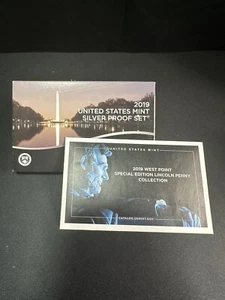 2019
UNITED STATES MINT
SILVER PROOF SET®
UNITED STATES MINT
2019 WEST POINT
SPECIAL EDITION LINCOLN PENNY
COLLECTION